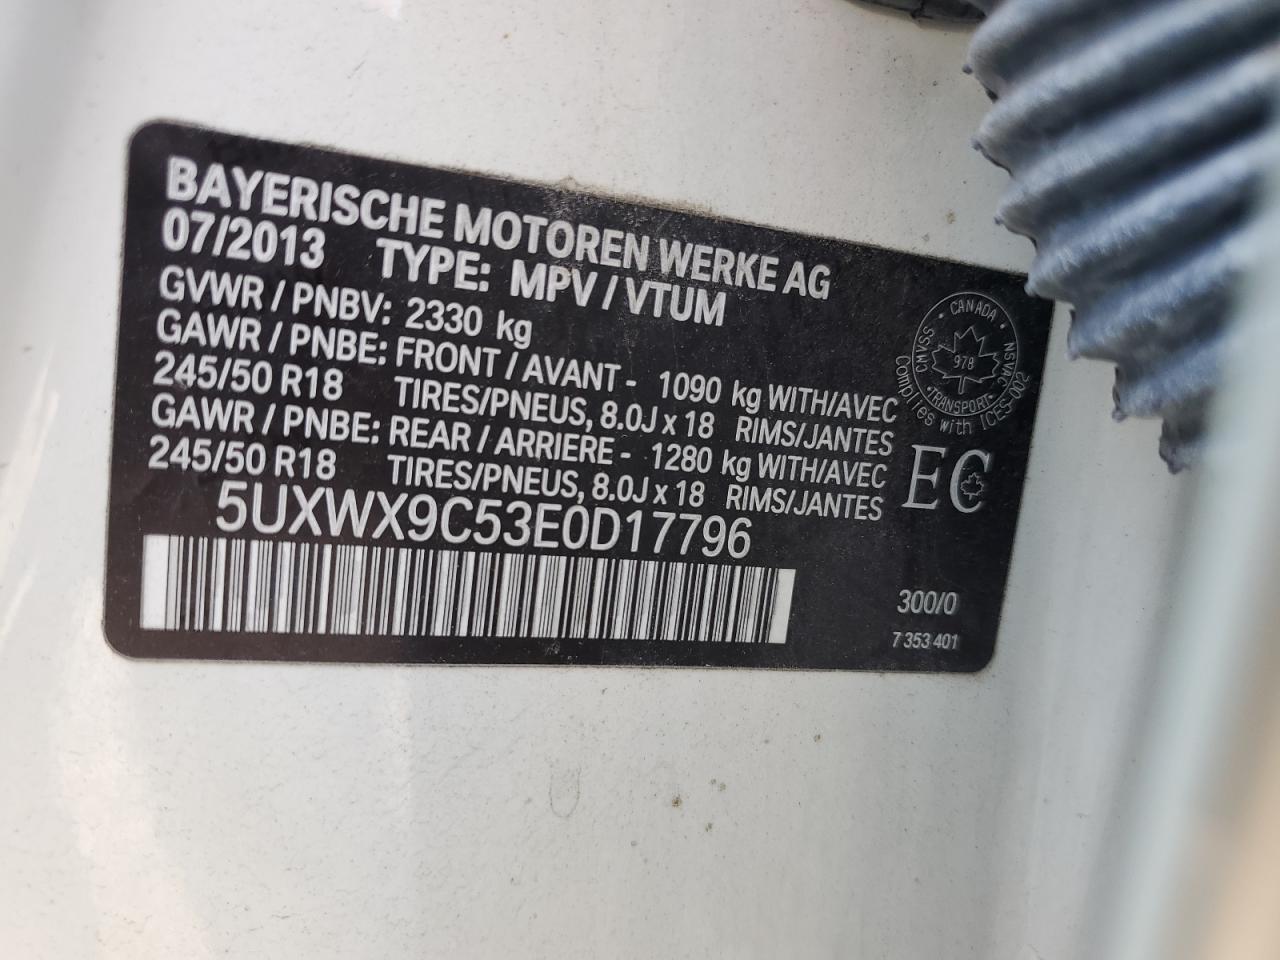 BAYERISCHE MOTOREN WERKE AG
07/2013 TYPE: MPV / VTUM
GVWR / PNBV: 2330 kg
GAWR / PNBE: FRONT / AVANT - 1090 kg WITH/AVEC
245/50 R18 TIRES/PNEUS, 8.0J x 18 RIMS/JANTES
GAWR / PNBE: REAR / ARRIERE - 1280 kg WITH/AVEC
245/50 R18 TIRES/PNEUS, 8.0J x 18 RIMS/JANTES
5UXWX9C53E0D17796
CANADA
CMVSS · NSVAC
978
TRANSPORT
Complies with ICES-002
EC
300/0
7 353 401